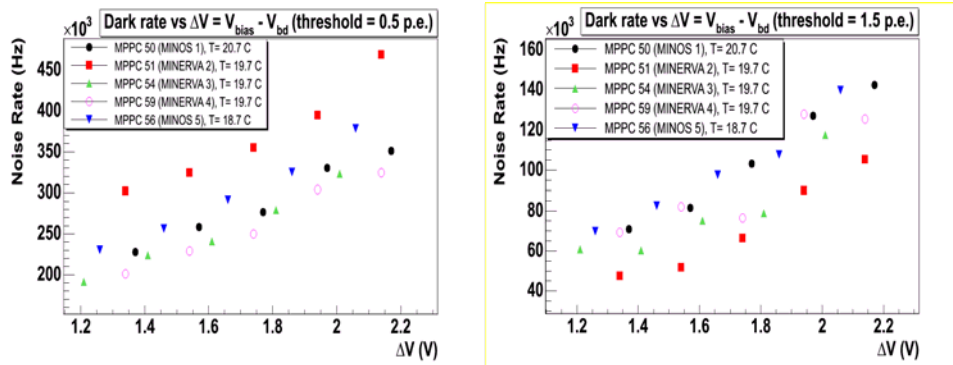 Dark rate vs ΔV = V_bias - V_bd (threshold = 0.5 p.e.)
×10³
Noise Rate (Hz)
MPPC 50 (MINOS 1), T= 20.7 C
MPPC 51 (MINERVA 2), T= 19.7 C
MPPC 54 (MINERVA 3), T= 19.7 C
MPPC 59 (MINERVA 4), T= 19.7 C
MPPC 56 (MINOS 5), T= 18.7 C
450
400
350
300
250
200
1.2 1.4 1.6 1.8 2 2.2
ΔV (V)
Dark rate vs ΔV = V_bias - V_bd (threshold = 1.5 p.e.)
×10³
Noise Rate (Hz)
MPPC 50 (MINOS 1), T= 20.7 C
MPPC 51 (MINERVA 2), T= 19.7 C
MPPC 54 (MINERVA 3), T= 19.7 C
MPPC 59 (MINERVA 4), T= 19.7 C
MPPC 56 (MINOS 5), T= 18.7 C
160
140
120
100
80
60
40
1.2 1.4 1.6 1.8 2 2.2
ΔV (V)